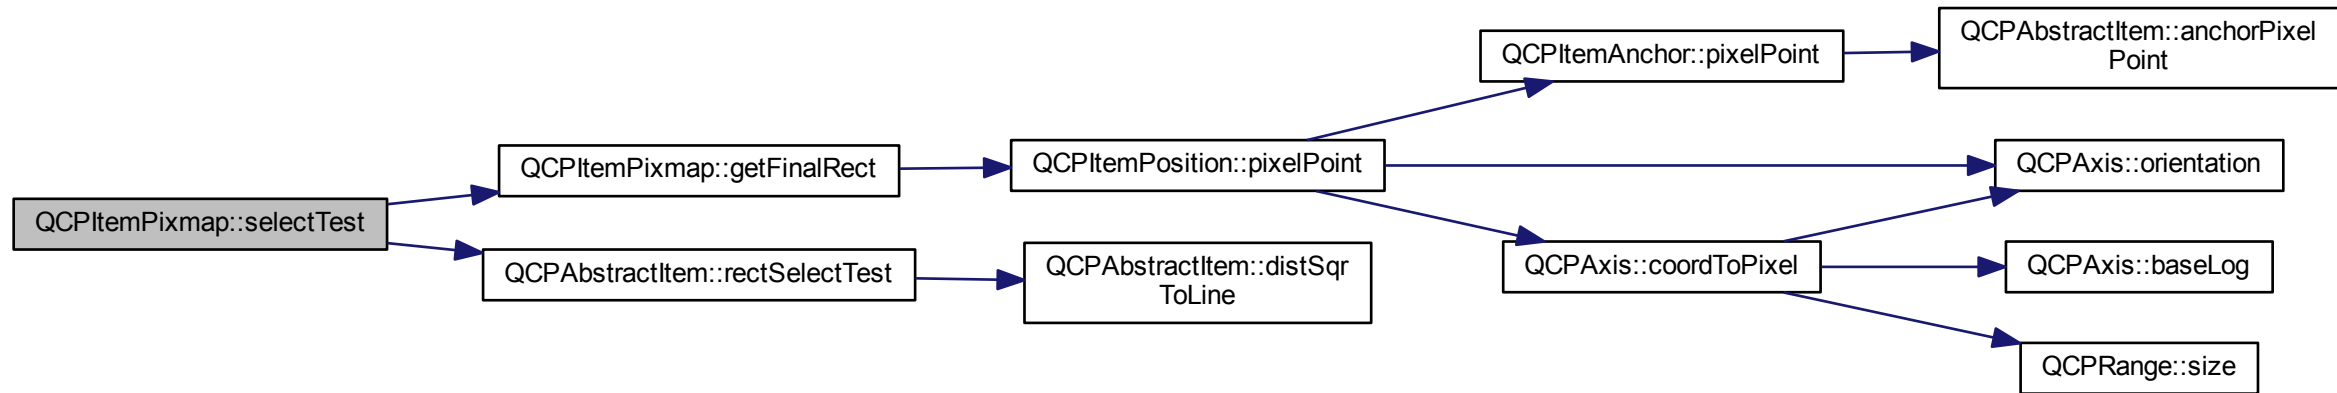 QCPItemPixmap::selectTest
QCPItemPixmap::getFinalRect
QCPAbstractItem::rectSelectTest
QCPItemPosition::pixelPoint
QCPAbstractItem::distSqr
ToLine
QCPItemAnchor::pixelPoint
QCPAxis::coordToPixel
QCPAbstractItem::anchorPixel
Point
QCPAxis::orientation
QCPAxis::baseLog
QCPRange::size